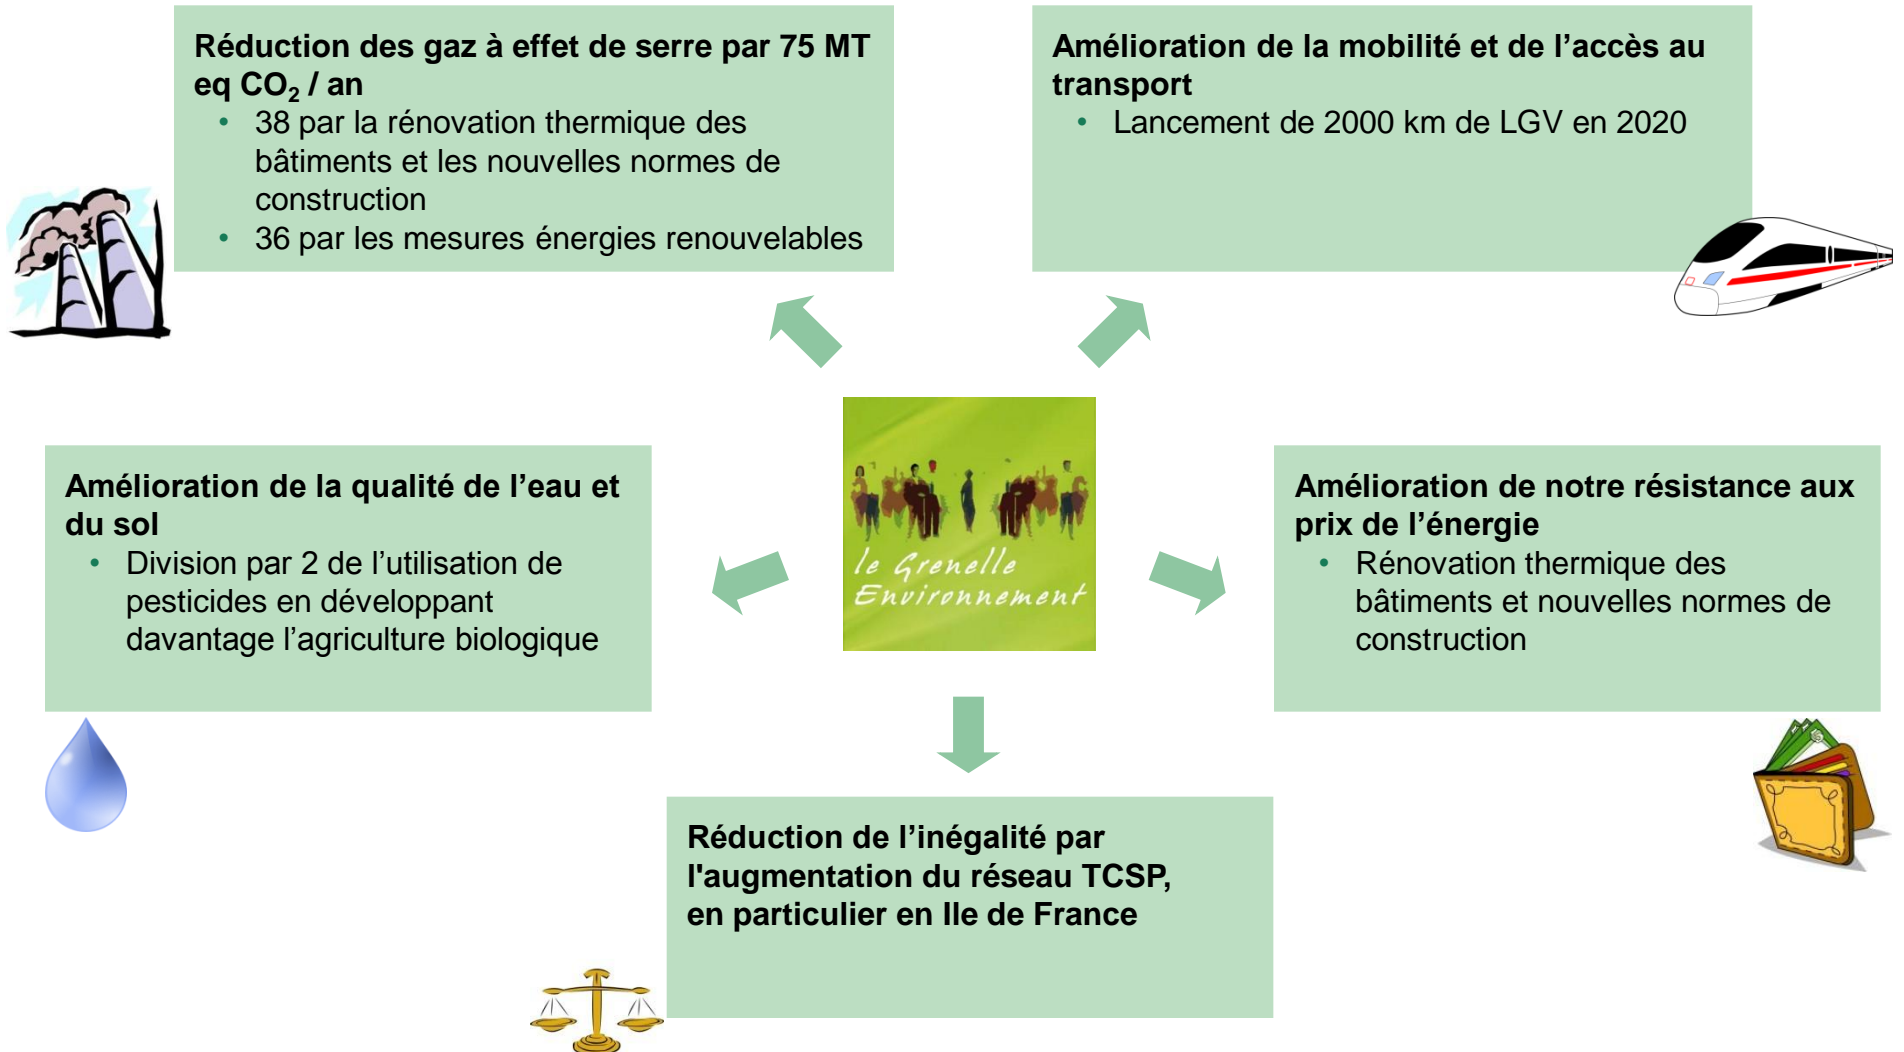 Réduction des gaz à effet de serre par 75 MT
eq CO₂ / an
• 38 par la rénovation thermique des
bâtiments et les nouvelles normes de
construction
• 36 par les mesures énergies renouvelables
Amélioration de la mobilité et de l’accès au
transport
• Lancement de 2000 km de LGV en 2020
Amélioration de la qualité de l’eau et
du sol
• Division par 2 de l’utilisation de
pesticides en développant
davantage l’agriculture biologique
le Grenelle
Environnement
Amélioration de notre résistance aux
prix de l’énergie
• Rénovation thermique des
bâtiments et nouvelles normes de
construction
Réduction de l’inégalité par
l'augmentation du réseau TCSP,
en particulier en Ile de France